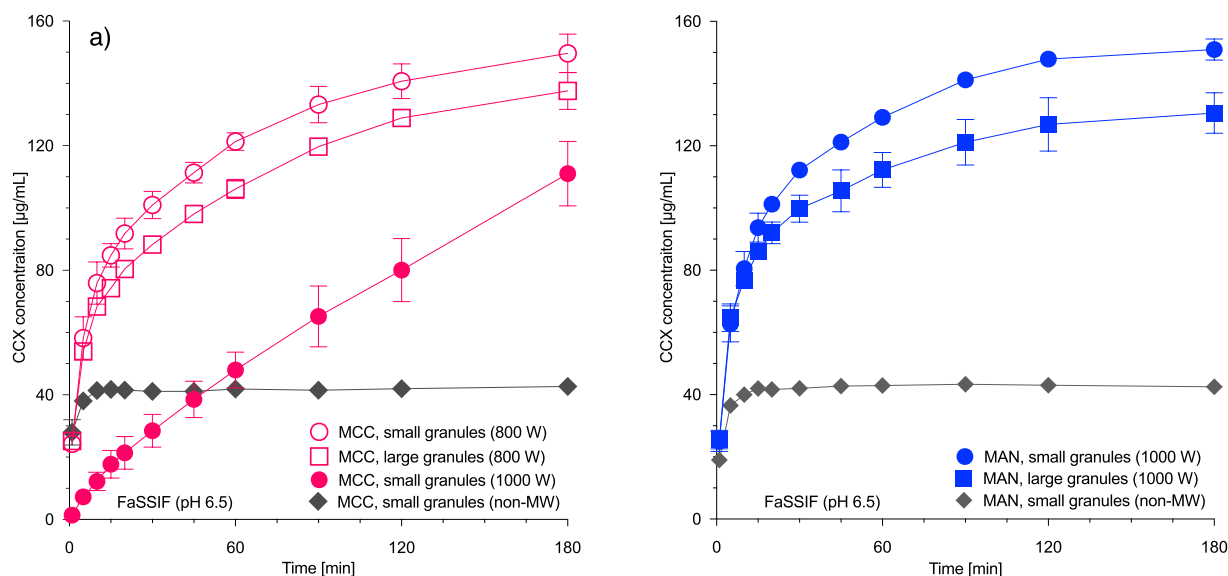 a)
160
120
80
40
0
CCX concentraiton [µg/mL]
MCC, small granules (800 W)
MCC, large granules (800 W)
MCC, small granules (1000 W)
MCC, small granules (non-MW)
FaSSIF (pH 6.5)
0 60 120 180
Time [min]
160
120
80
40
0
CCX concentration [µg/mL]
MAN, small granules (1000 W)
MAN, large granules (1000 W)
MAN, small granules (non-MW)
FaSSIF (pH 6.5)
0 60 120 180
Time [min]